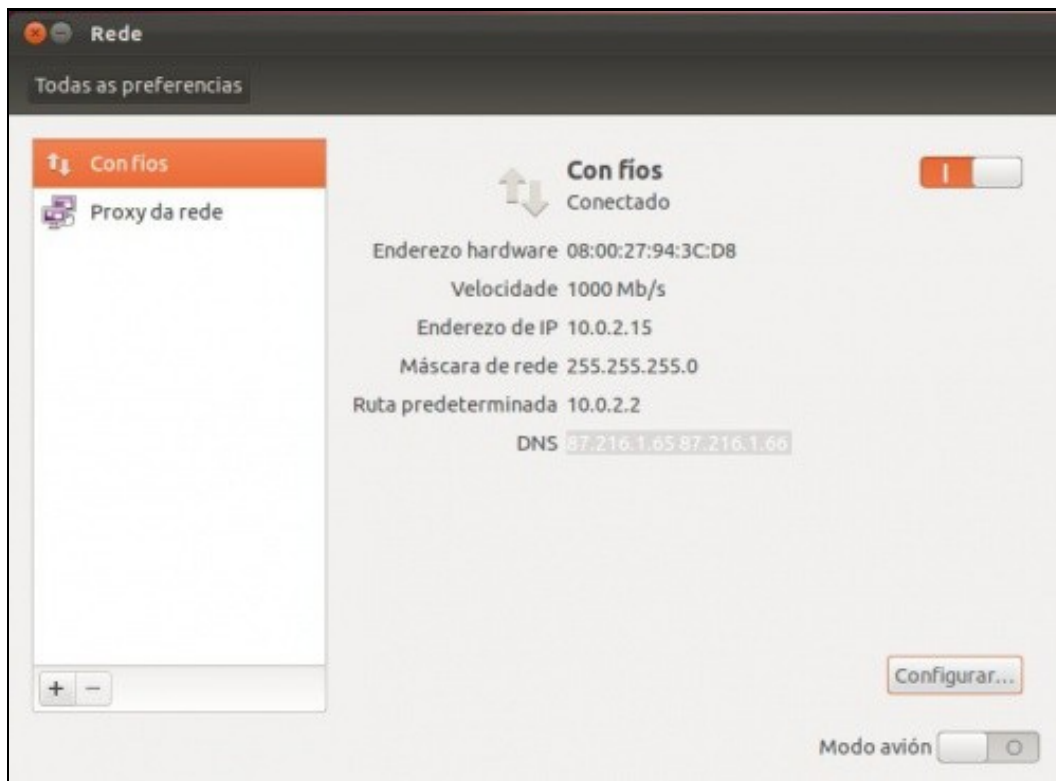 Rede
Todas as preferencias
Con fíos
Proxy da rede
Con fíos
Conectado
Enderezo hardware 08:00:27:94:3C:D8
Velocidade 1000 Mb/s
Enderezo de IP 10.0.2.15
Máscara de rede 255.255.255.0
Ruta predeterminada 10.0.2.2
DNS 87.216.1.65 87.216.1.66
Configurar...
Modo avión